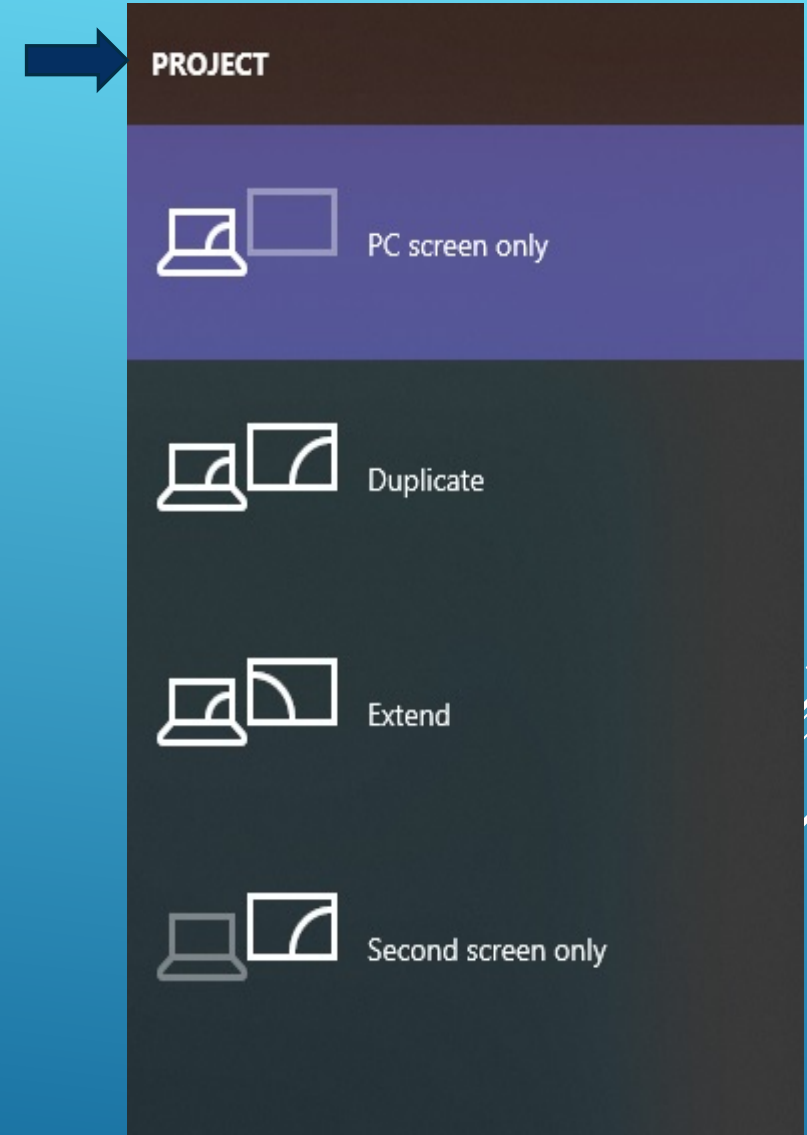 PROJECT
PC screen only
Duplicate
Extend
Second screen only